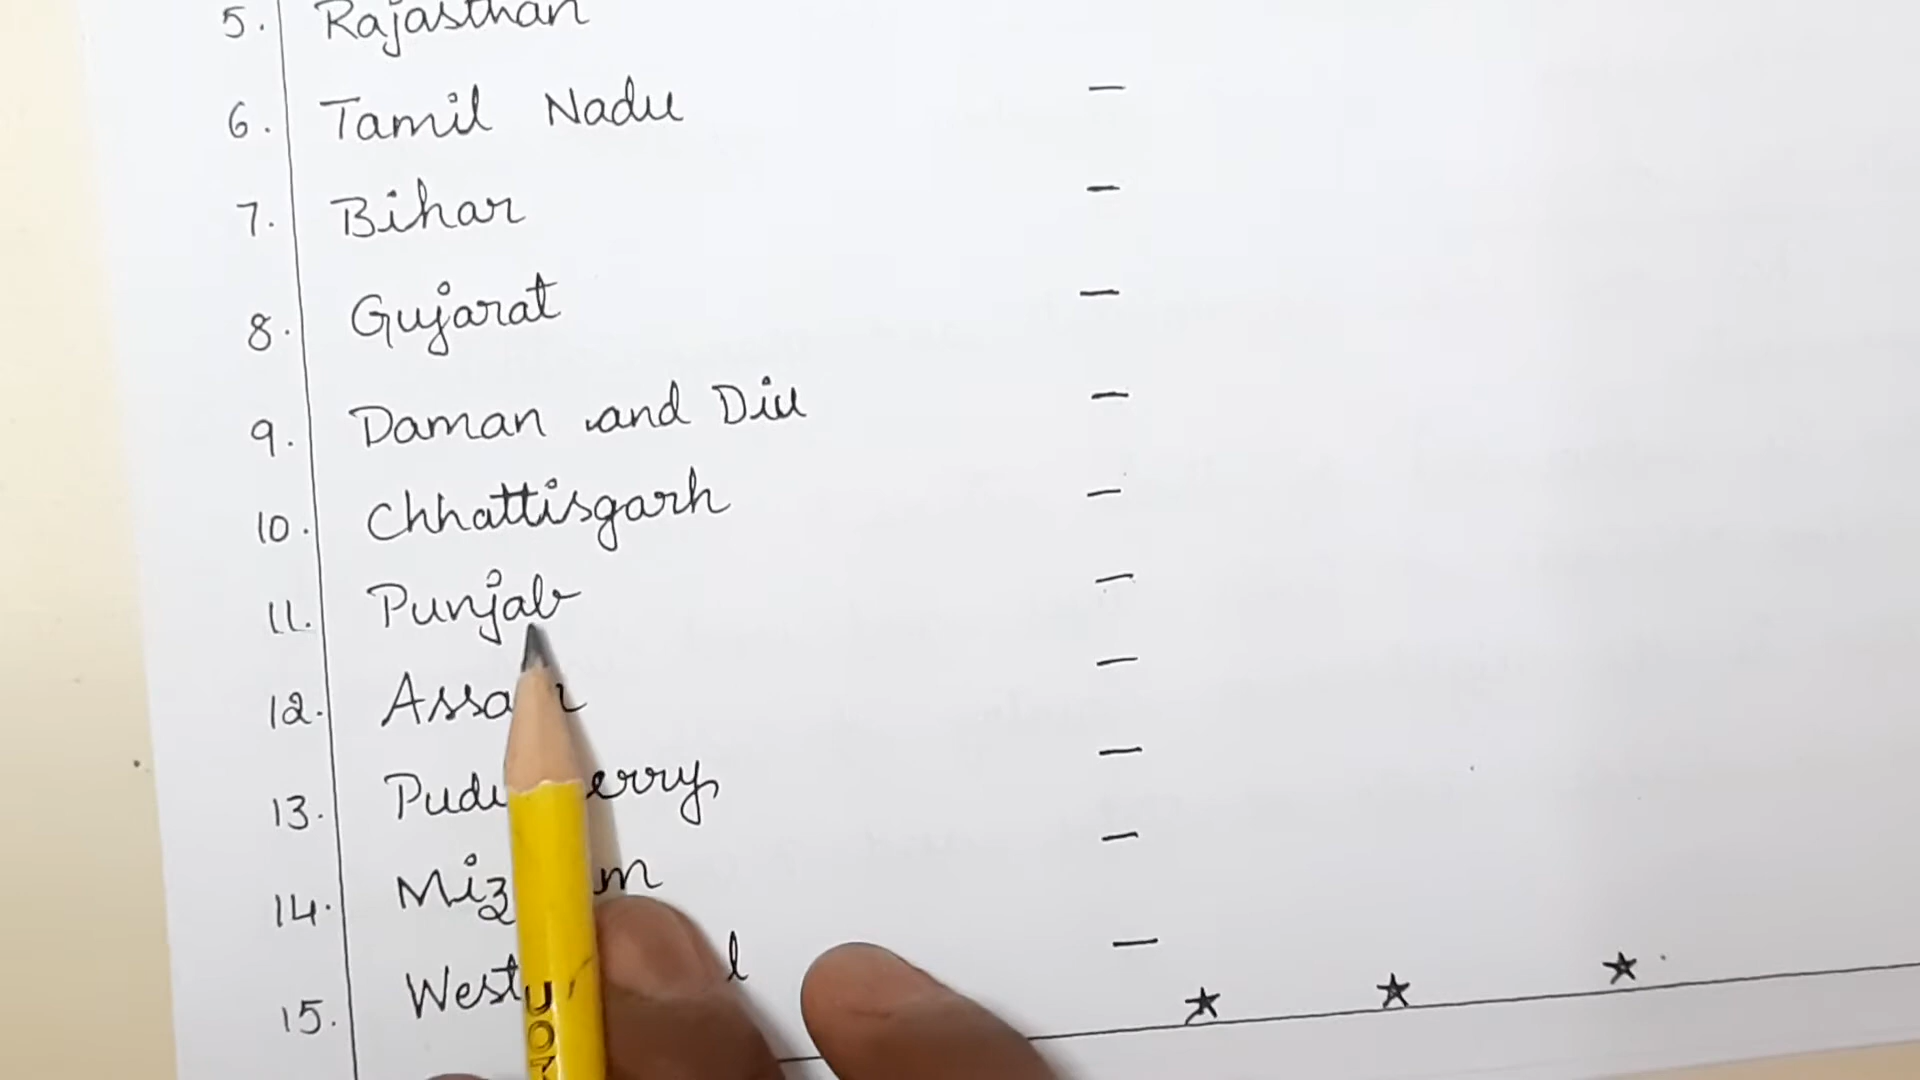 5. Rajasthan
6. Tamil Nadu -
7. Bihar -
8. Gujarat -
9. Daman and Diu -
10. Chhattisgarh -
11. Punjab -
12. -
13. -
14. -
15. West -